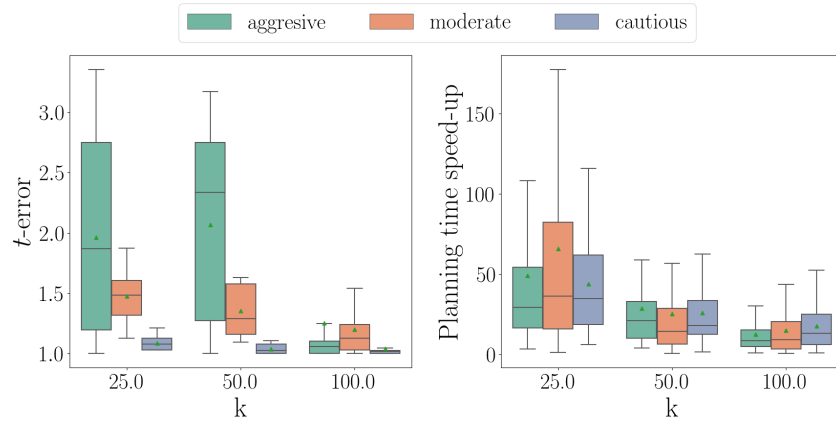 aggresive moderate cautious
t-error
3.0
2.5
2.0
1.5
1.0
25.0 50.0 100.0
k
Planning time speed-up
150
100
50
0
25.0 50.0 100.0
k